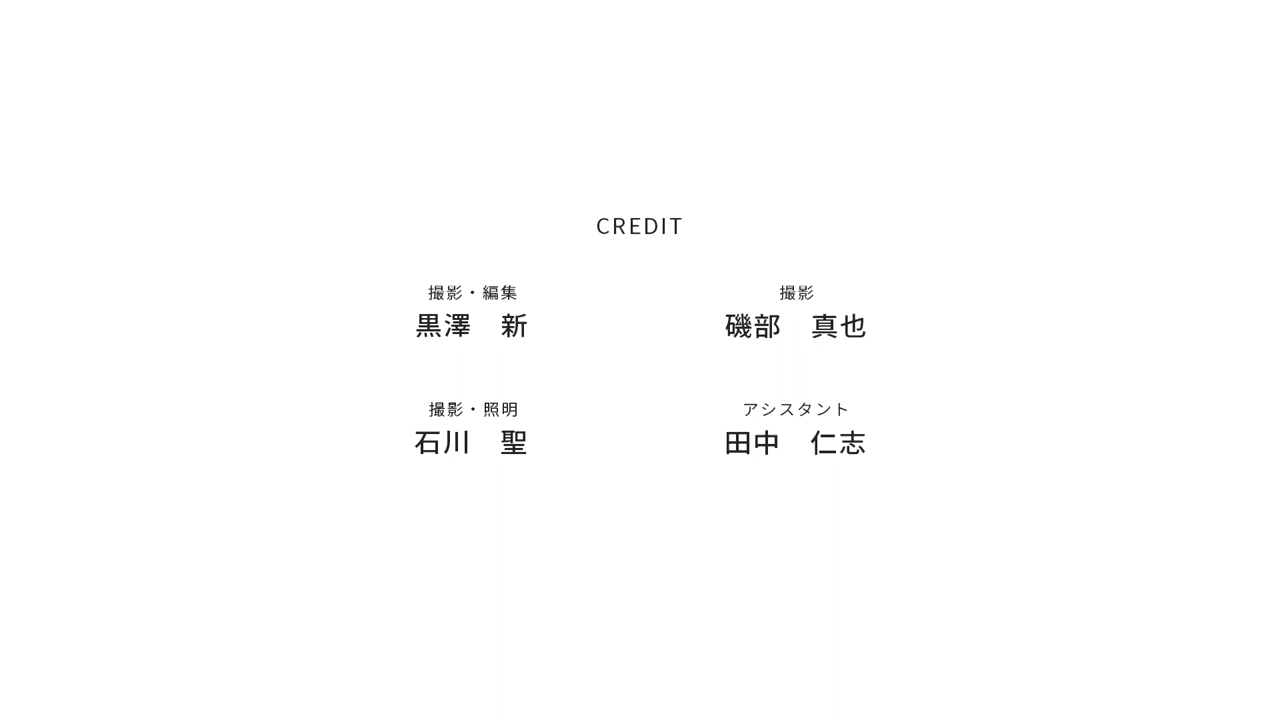 CREDIT
撮影・編集
黒澤　新
撮影
磯部　真也
撮影・照明
石川　聖
アシスタント
田中　仁志